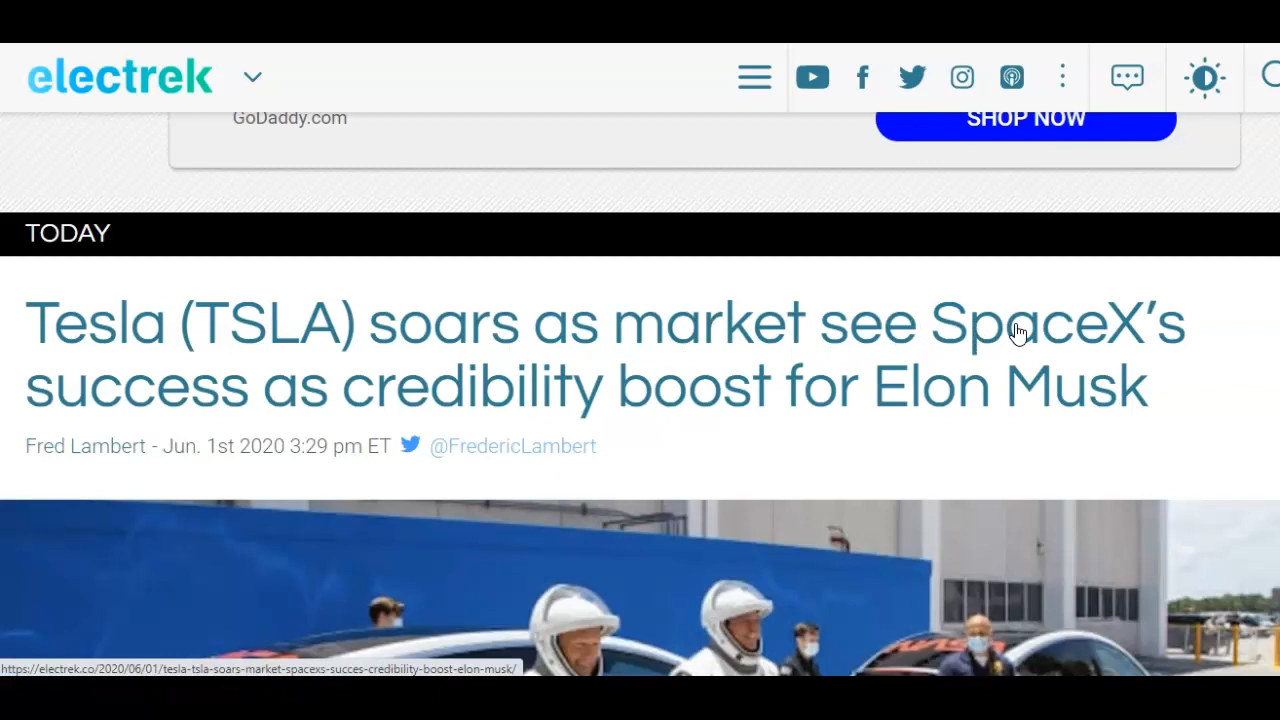 electrek
GoDaddy.com
SHOP NOW
TODAY
Tesla (TSLA) soars as market see SpaceX’s
success as credibility boost for Elon Musk
Fred Lambert - Jun. 1st 2020 3:29 pm ET @FredericLambert
https://electrek.co/2020/06/01/tesla-tsla-soars-market-spacexs-succes-credibility-boost-elon-musk/